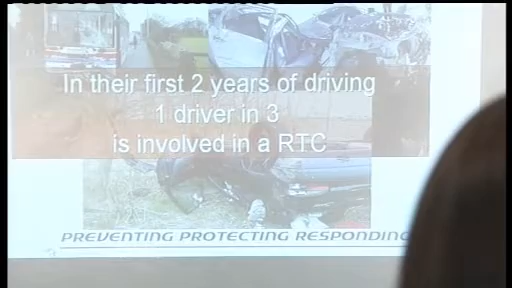 In their first 2 years of driving
1 driver in 3
is involved in a RTC
PREVENTING PROTECTING RESPONDING